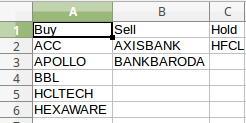 A B C
1 Buy Sell Hold
2 ACC AXISBANK HFCL
3 APOLLO BANKBARODA
4 BBL
5 HCLTECH
6 HEXAWARE